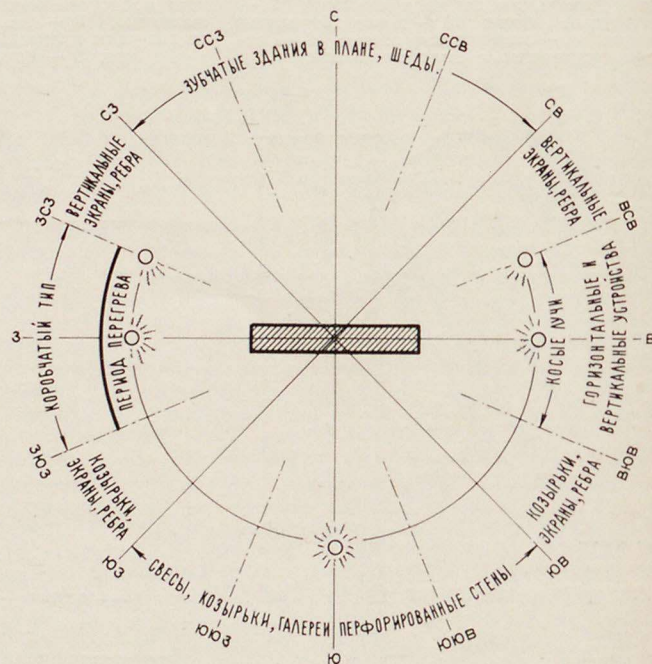 С
ССЗ
ССВ
ЗУБЧАТЫЕ ЗДАНИЯ В ПЛАНЕ, ШЕДЫ.
СЗ
СВ
ВЕРТИКАЛЬНЫЕ
ЭКРАНЫ, РЕБРА
ВЕРТИКАЛЬНЫЕ
ЭКРАНЫ, РЕБРА
ЗСЗ
ВСВ
КОРОБЧАТЫЙ ТИП
ПЕРИОД ПЕРЕГРЕВА
КОСЫЕ ЛУЧИ
ГОРИЗОНТАЛЬНЫЕ И
ВЕРТИКАЛЬНЫЕ УСТРОЙСТВА
З
В
ЗЮЗ
ВЮВ
КОЗЫРЬКИ,
ЭКРАНЫ, РЕБРА
КОЗЫРЬКИ,
ЭКРАНЫ, РЕБРА
ЮЗ
ЮВ
СВЕСЫ, КОЗЫРЬКИ, ГАЛЕРЕИ ПЕРФОРИРОВАННЫЕ СТЕНЫ
ЮЮЗ
ЮЮВ
Ю